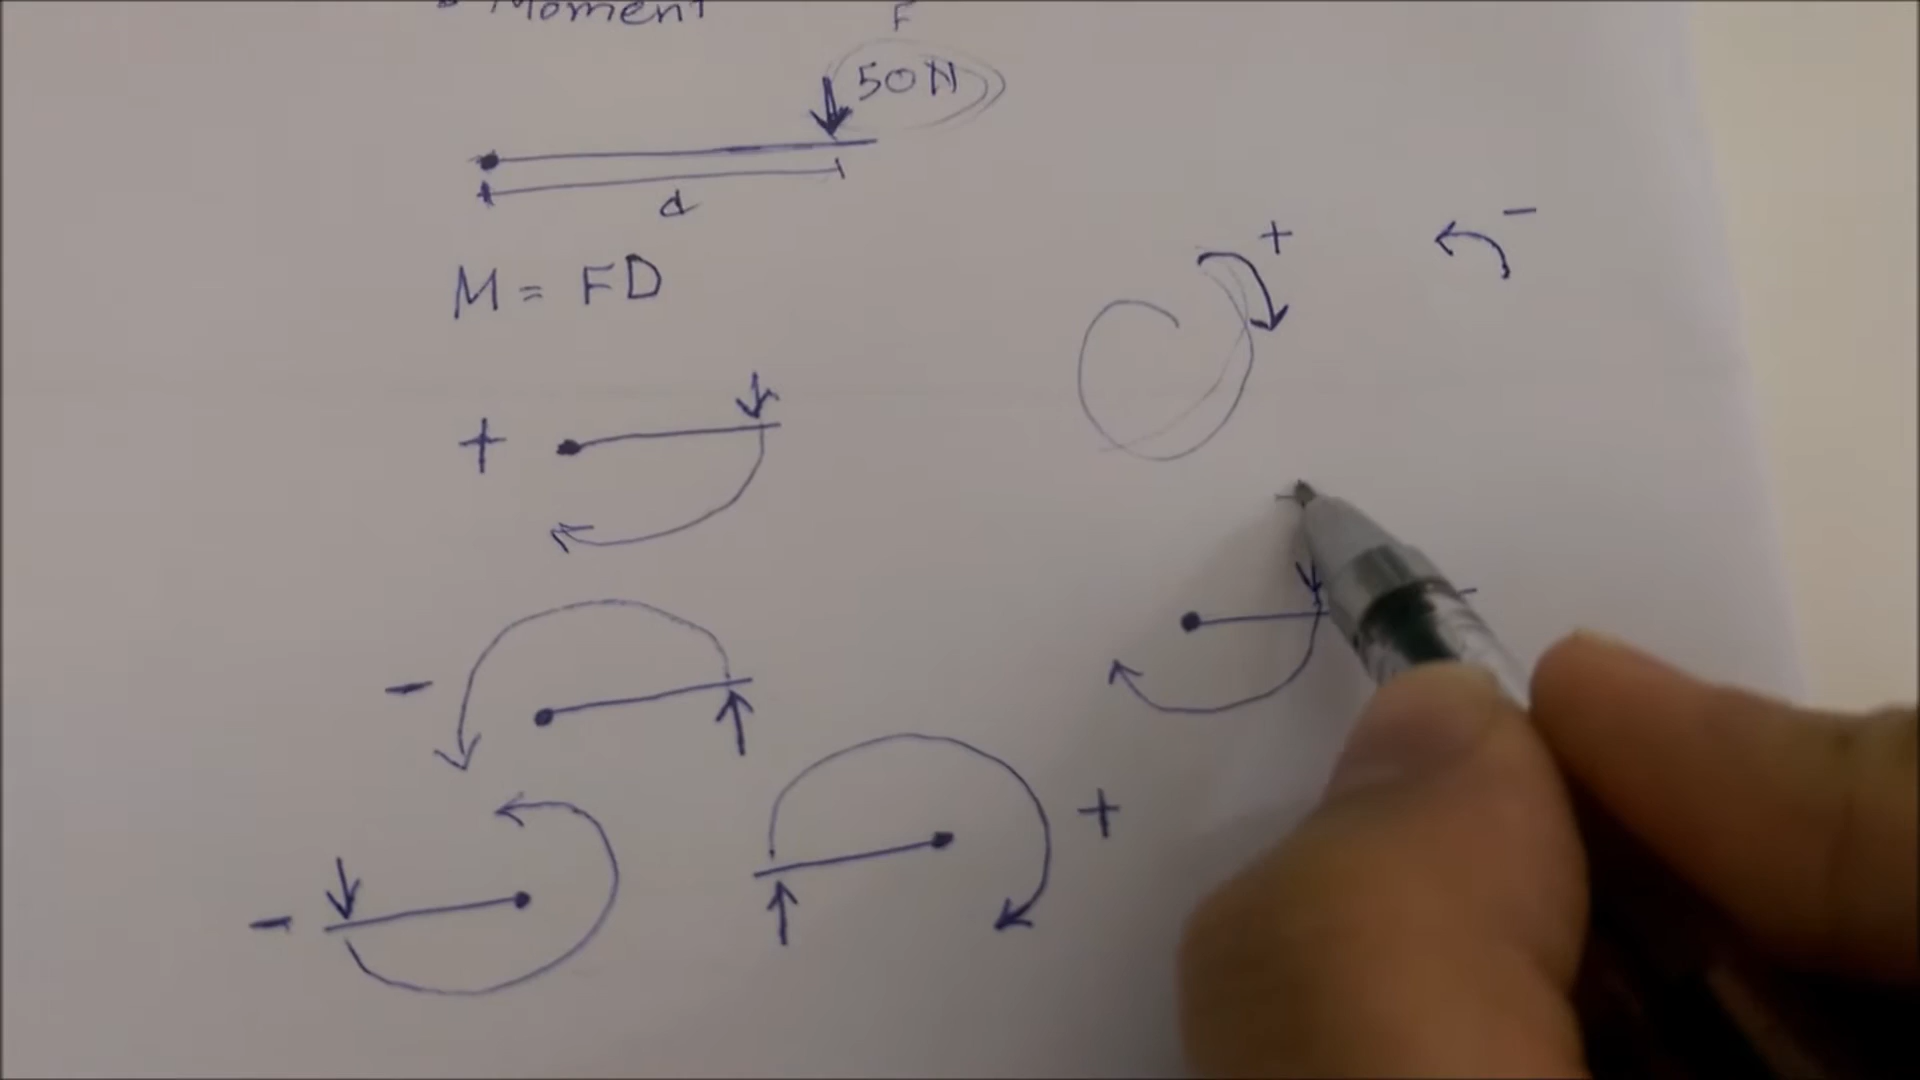 Moment
F
50N
d
M = FD
+
-
+
-
+
-